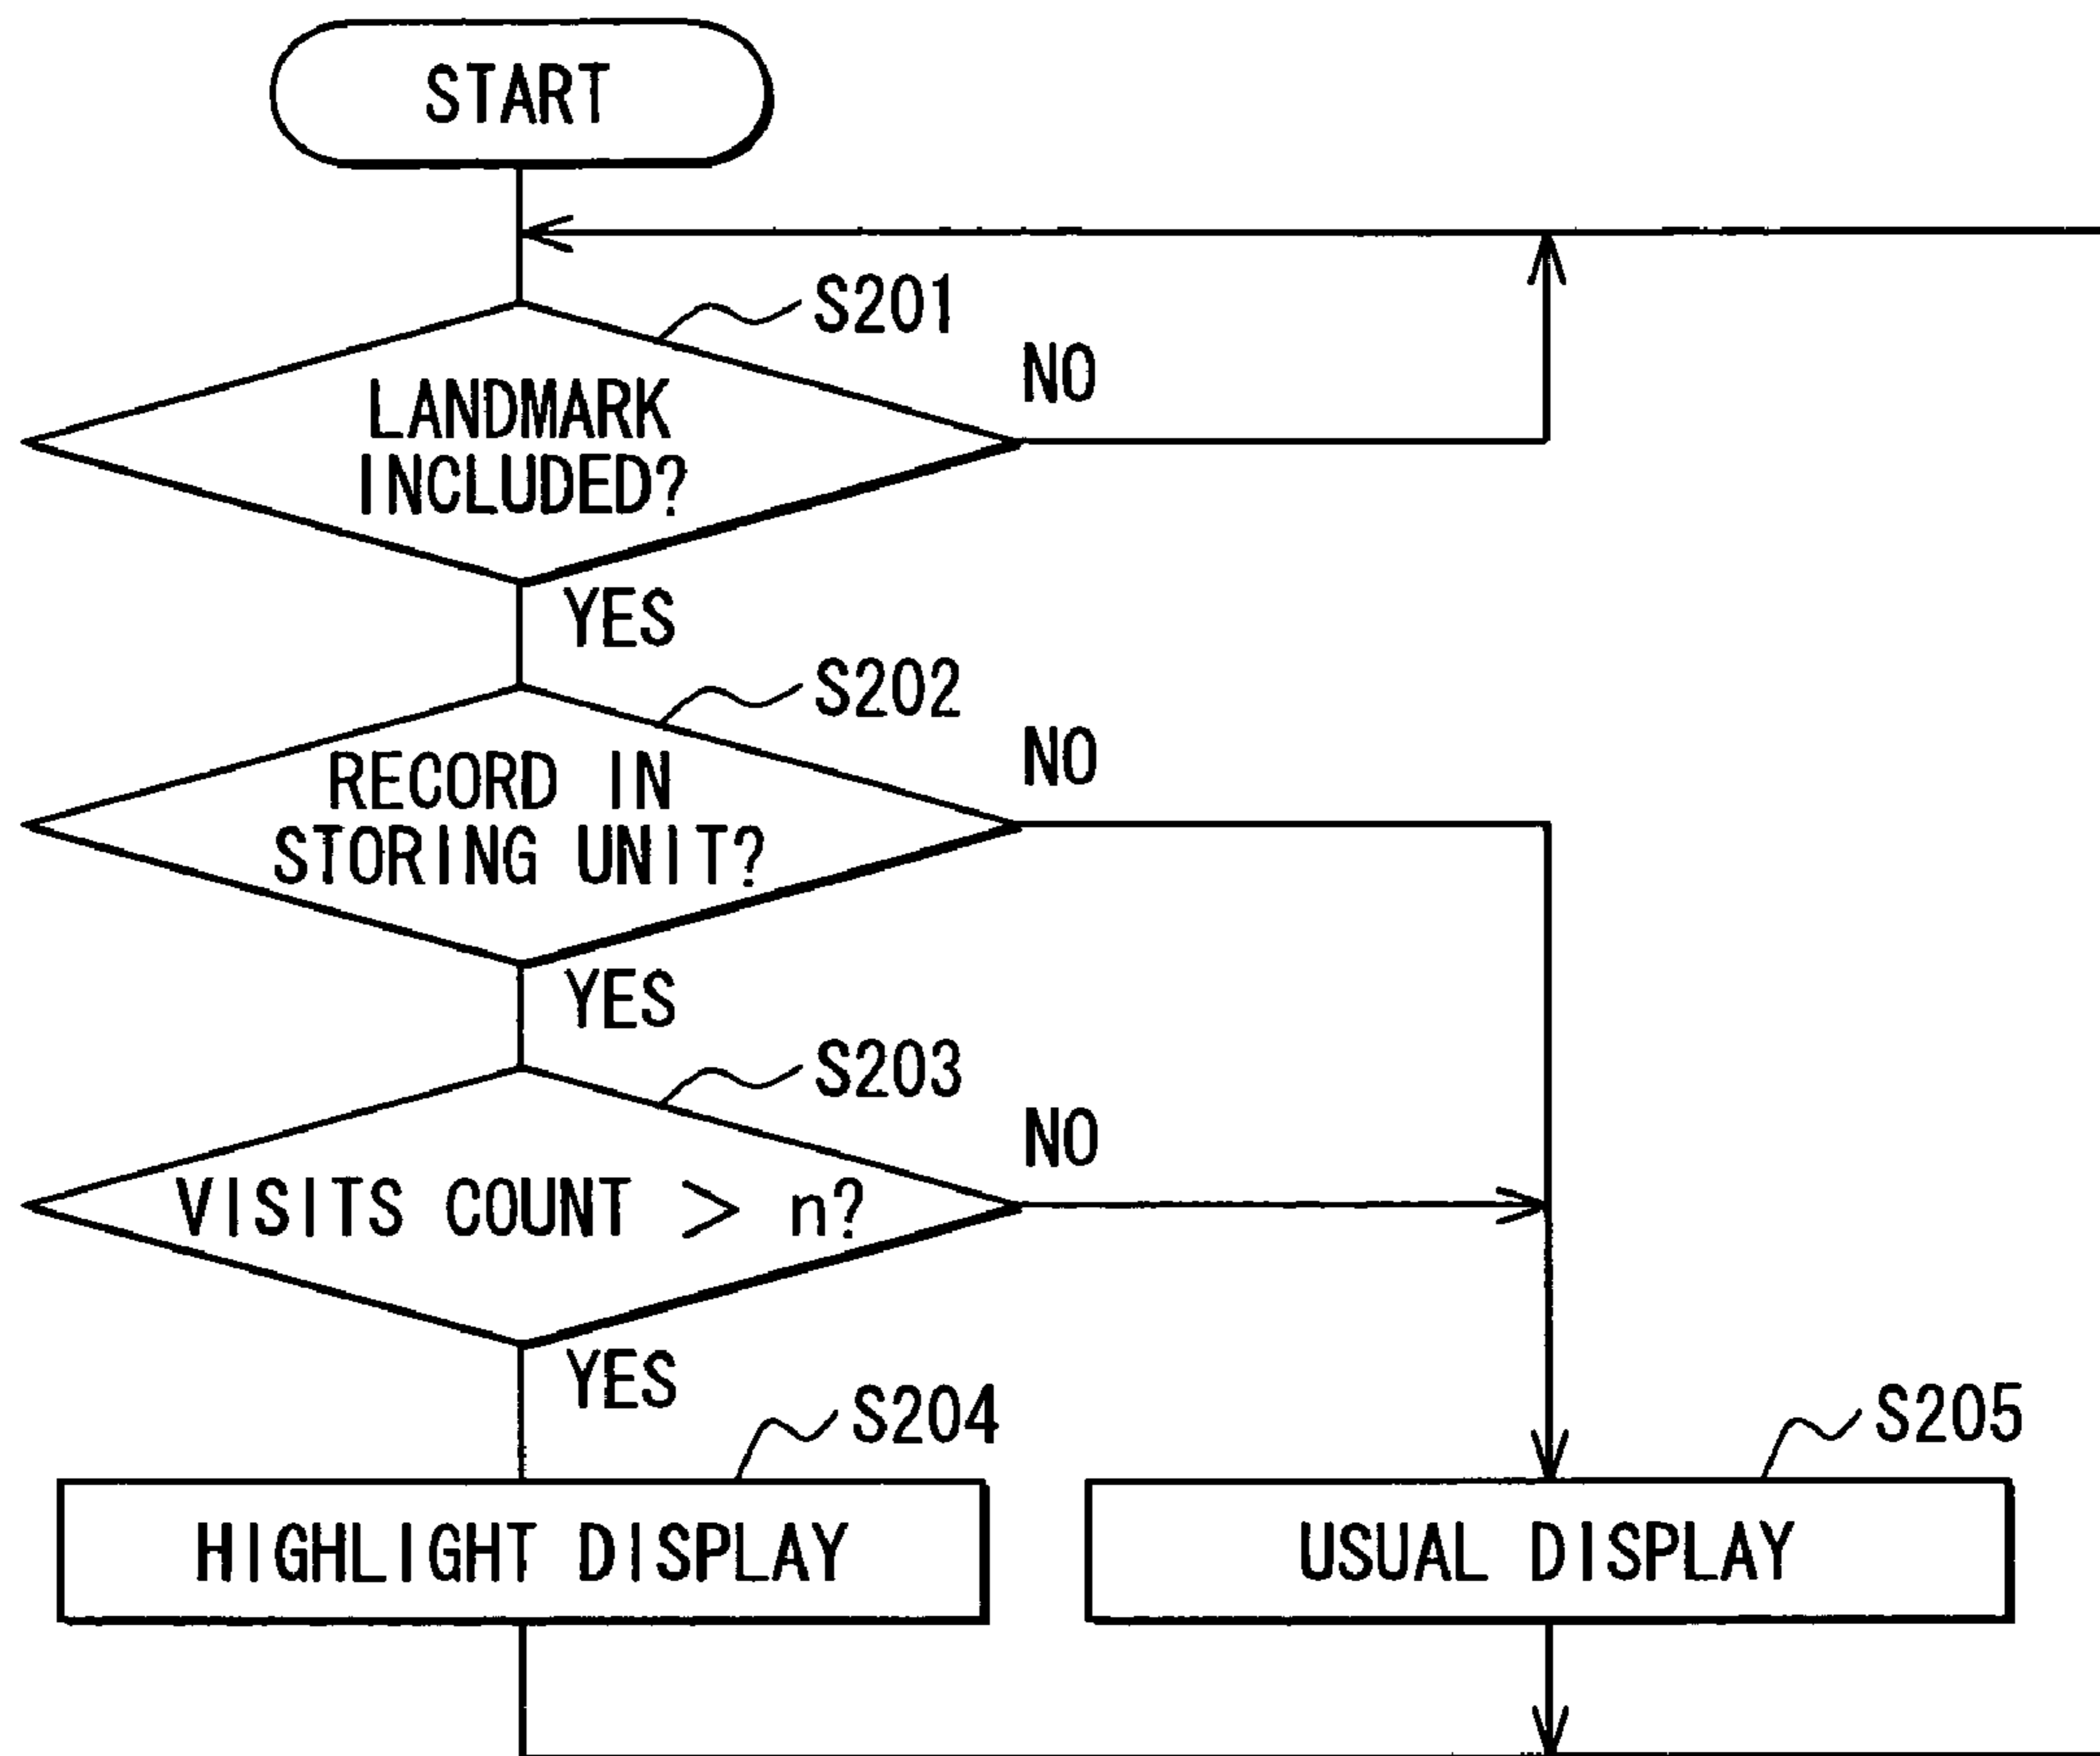 START
S201
NO
LANDMARK
INCLUDED?
YES
S202
NO
RECORD IN
STORING UNIT?
YES
S203
NO
VISITS COUNT > n?
YES
S204
S205
HIGHLIGHT DISPLAY
USUAL DISPLAY